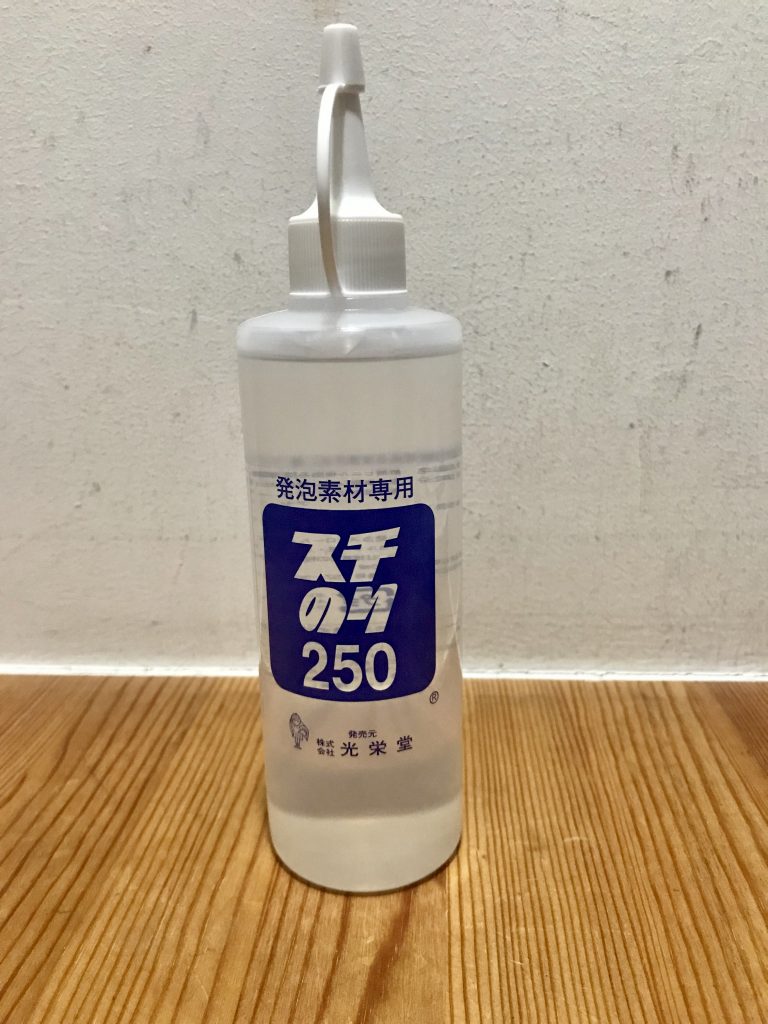 発泡素材専用
スチ
のり
250
®
発売元
株式会社 光栄堂